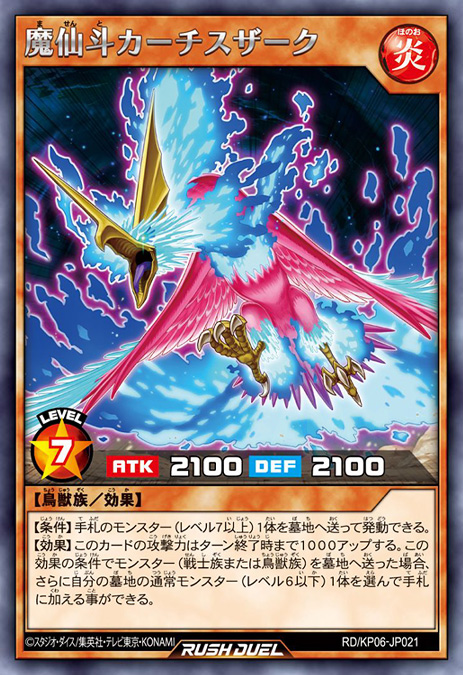 魔仙斗カーチスザーク
ま せん と
ほのお
炎
LEVEL
7
ATK 2100 DEF 2100
【鳥獣族／効果】
【条件】手札のモンスター(レベル7以上)1体を墓地へ送って発動できる。
【効果】このカードの攻撃力はターン終了時まで1000アップする。この
効果の条件でモンスター(戦士族または鳥獣族)を墓地へ送った場合、
さらに自分の墓地の通常モンスター(レベル6以下)1体を選んで手札
に加える事ができる。
©スタジオ・ダイス/集英社・テレビ東京・KONAMI
RUSH DUEL
RD/KP06-JP021